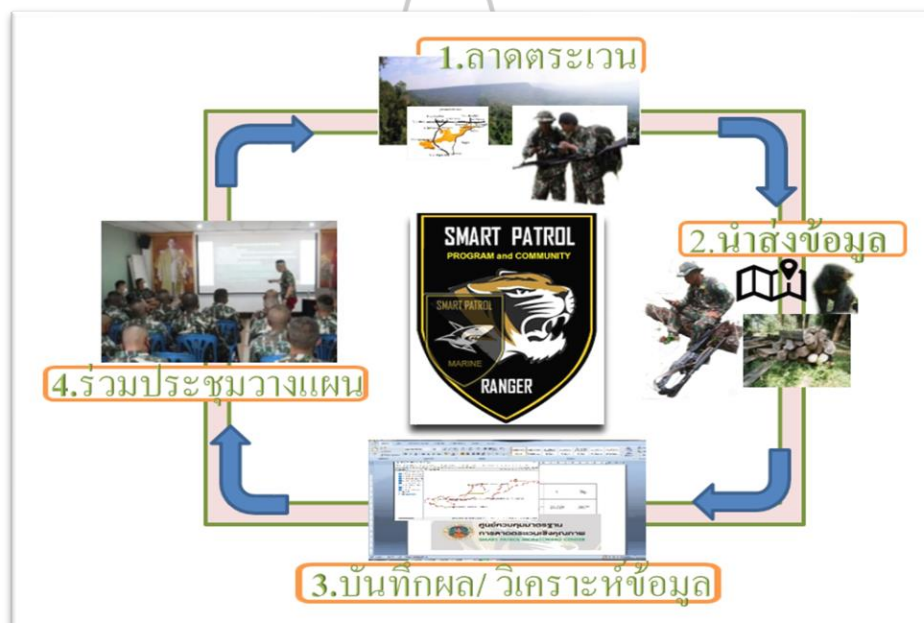 1.ลาดตระเวน
2.นำส่งข้อมูล
SMART PATROL
PROGRAM and COMMUNITY
SMART PATROL
MARINE
RANGER
4.ร่วมประชุมวางแผน
ศูนย์ควบคุมมาตรฐาน
การลาดตระเวนเชิงคุณภาพ
SMART PATROL MONITORING CENTER
3.บันทึกผล/ วิเคราะห์ข้อมูล